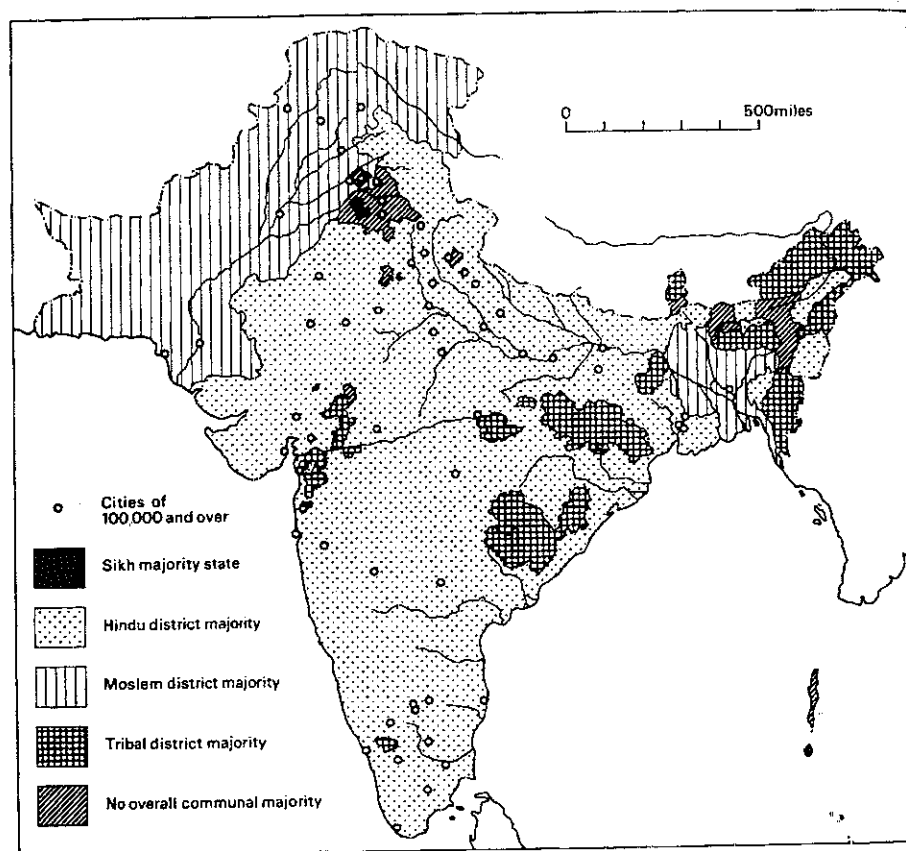 0 500miles
Cities of
100,000 and over
Sikh majority state
Hindu district majority
Moslem district majority
Tribal district majority
No overall communal majority